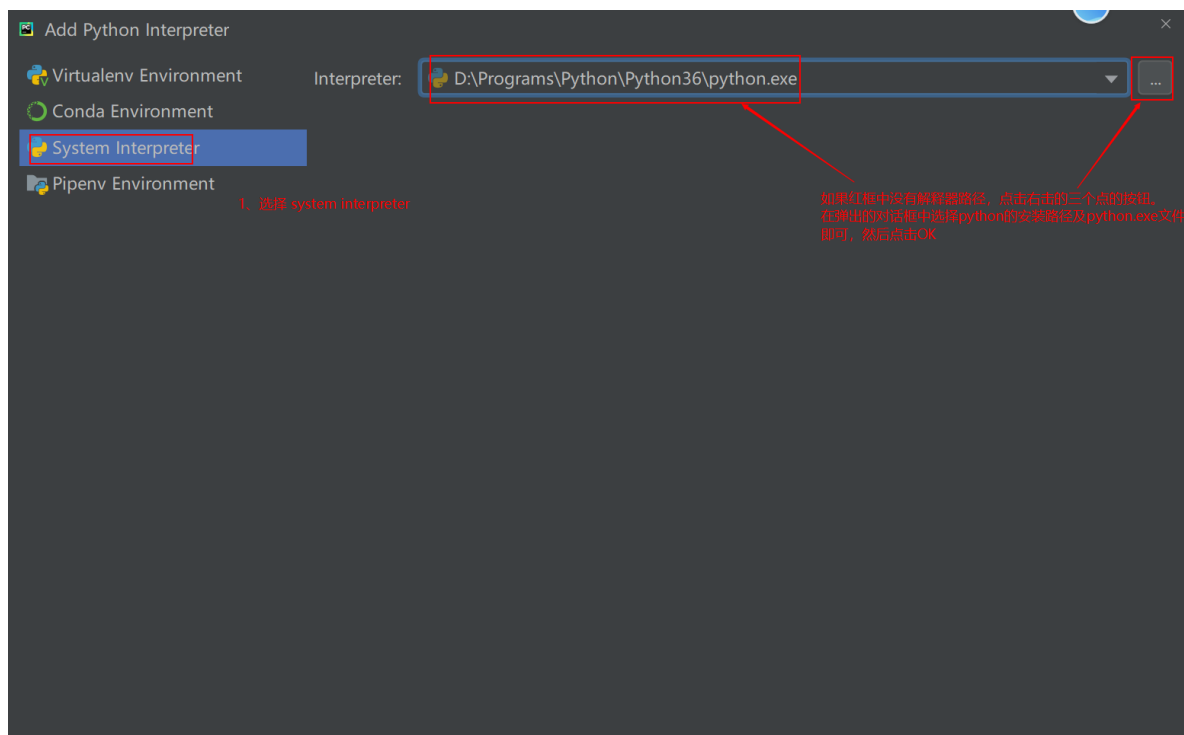 Add Python Interpreter
Virtualenv Environment
Interpreter:
D:\Programs\Python\Python36\python.exe
...
Conda Environment
System Interpreter
Pipenv Environment
1、选择 system interpreter
如果红框中没有解释器路径，点击右击的三个点的按钮。
在弹出的对话框中选择python的安装路径及python.exe文件
即可，然后点击OK